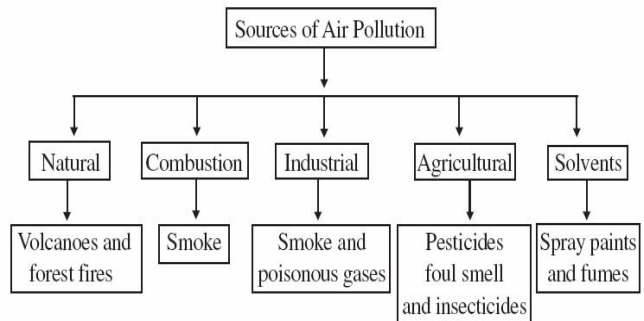 Sources of Air Pollution
Natural
Combustion
Industrial
Agricultural
Solvents
Volcanoes and
forest fires
Smoke
Smoke and
poisonous gases
Pesticides
foul smell
and insecticides
Spray paints
and fumes